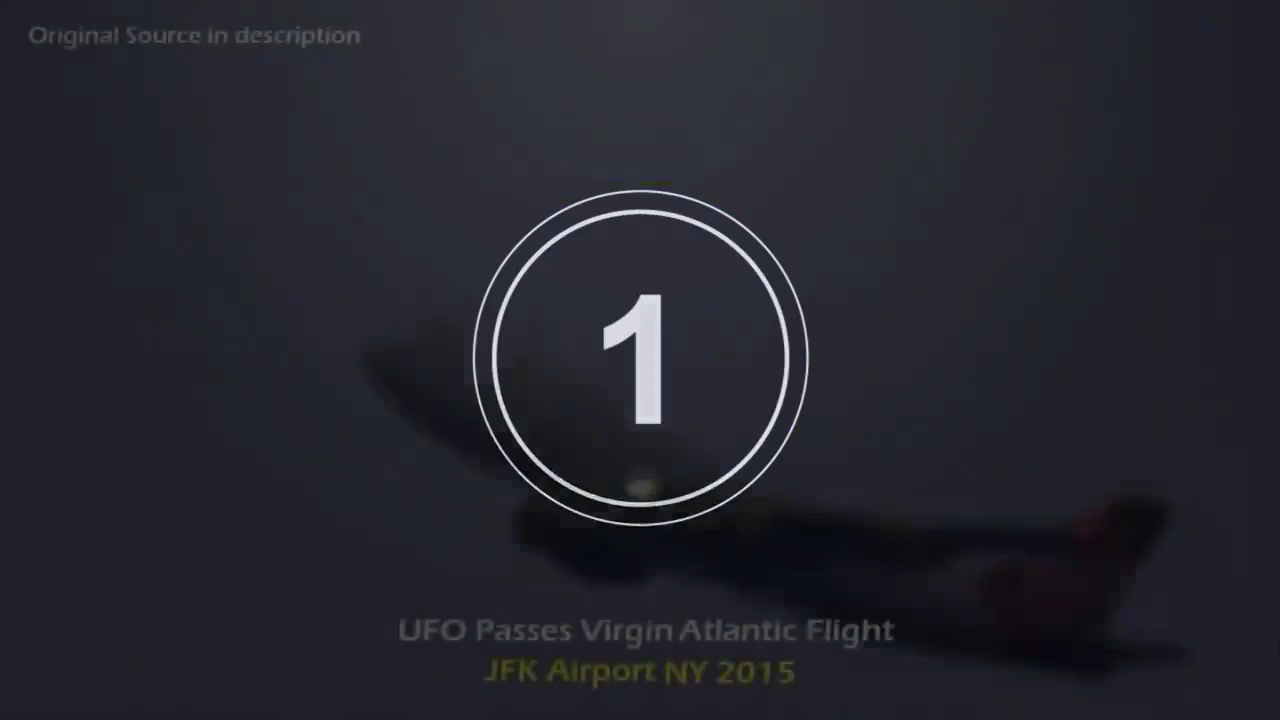 Original Source in description
1
UFO Passes Virgin Atlantic Flight
JFK Airport NY 2015